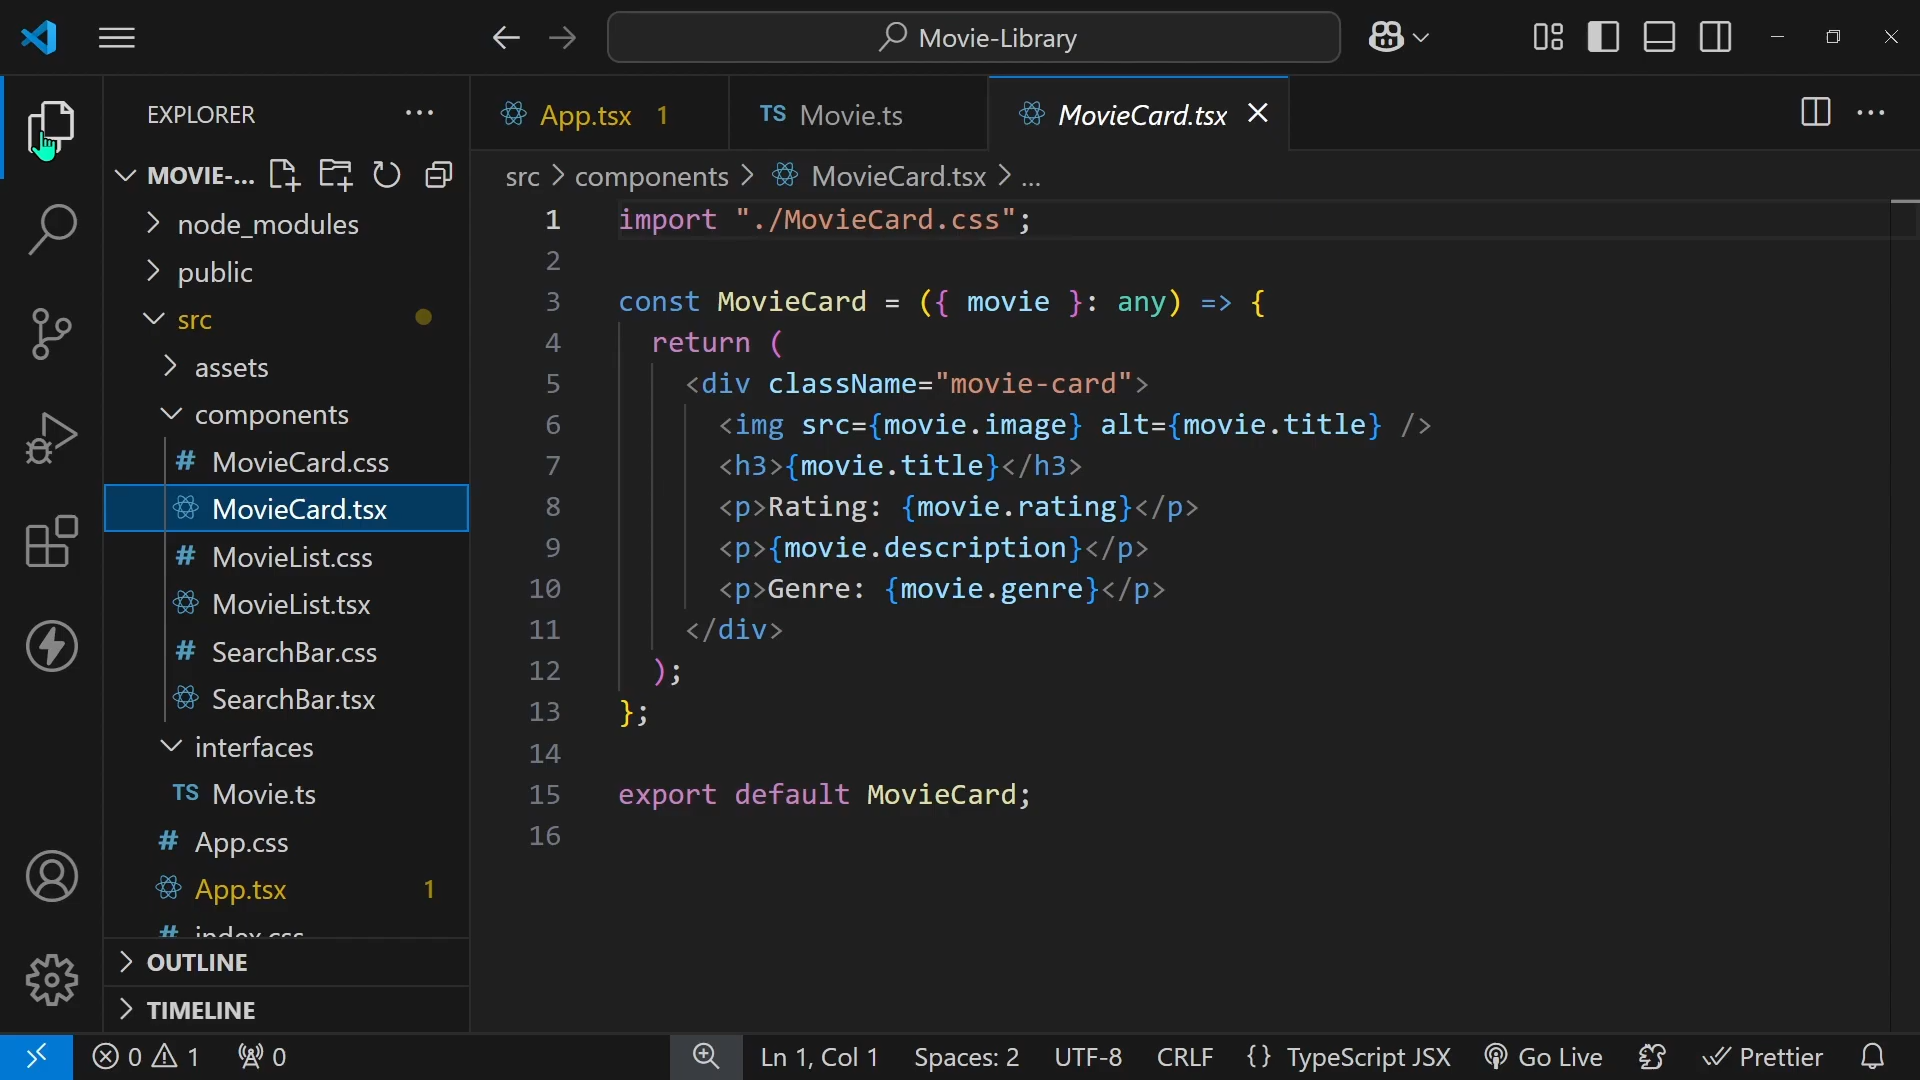 Movie-Library
EXPLORER
MOVIE-...
node_modules
public
src
assets
components
# MovieCard.css
MovieCard.tsx
# MovieList.css
MovieList.tsx
# SearchBar.css
SearchBar.tsx
interfaces
TS Movie.ts
# App.css
App.tsx 1
# index.css
OUTLINE
TIMELINE
App.tsx 1
TS Movie.ts
MovieCard.tsx
src > components > MovieCard.tsx > ...
1 import "./MovieCard.css";
2
3 const MovieCard = ({ movie }: any) => {
4 return (
5 <div className="movie-card">
6 <img src={movie.image} alt={movie.title} />
7 <h3>{movie.title}</h3>
8 <p>Rating: {movie.rating}</p>
9 <p>{movie.description}</p>
10 <p>Genre: {movie.genre}</p>
11 </div>
12 );
13 };
14
15 export default MovieCard;
16
0 1 0 Ln 1, Col 1 Spaces: 2 UTF-8 CRLF {} TypeScript JSX Go Live Prettier